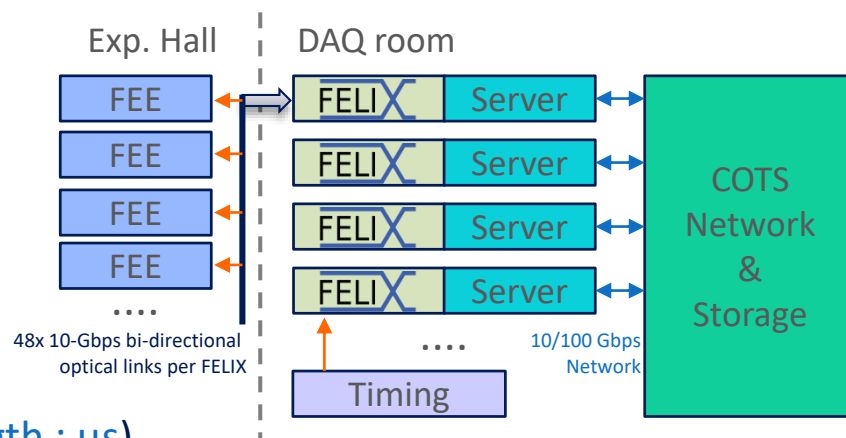 Exp. Hall
DAQ room
FEE
FELIX
Server
FEE
FELIX
Server
FEE
FELIX
Server
FEE
FELIX
Server
COTS
Network
&
Storage
....
48x 10-Gbps bi-directional
optical links per FELIX
....
10/100 Gbps
Network
Timing
: us)